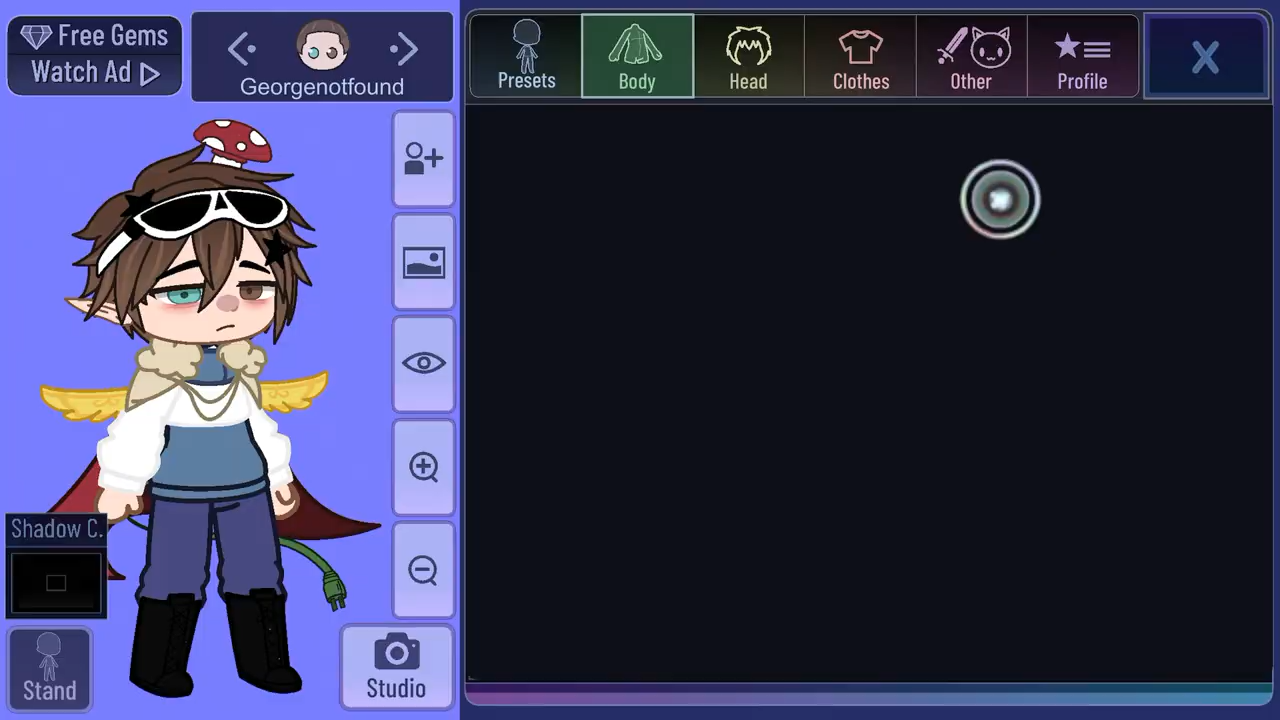 Free Gems
Watch Ad
Georgenotfound
Presets
Body
Head
Clothes
Other
Profile
X
Shadow C.
Stand
Studio